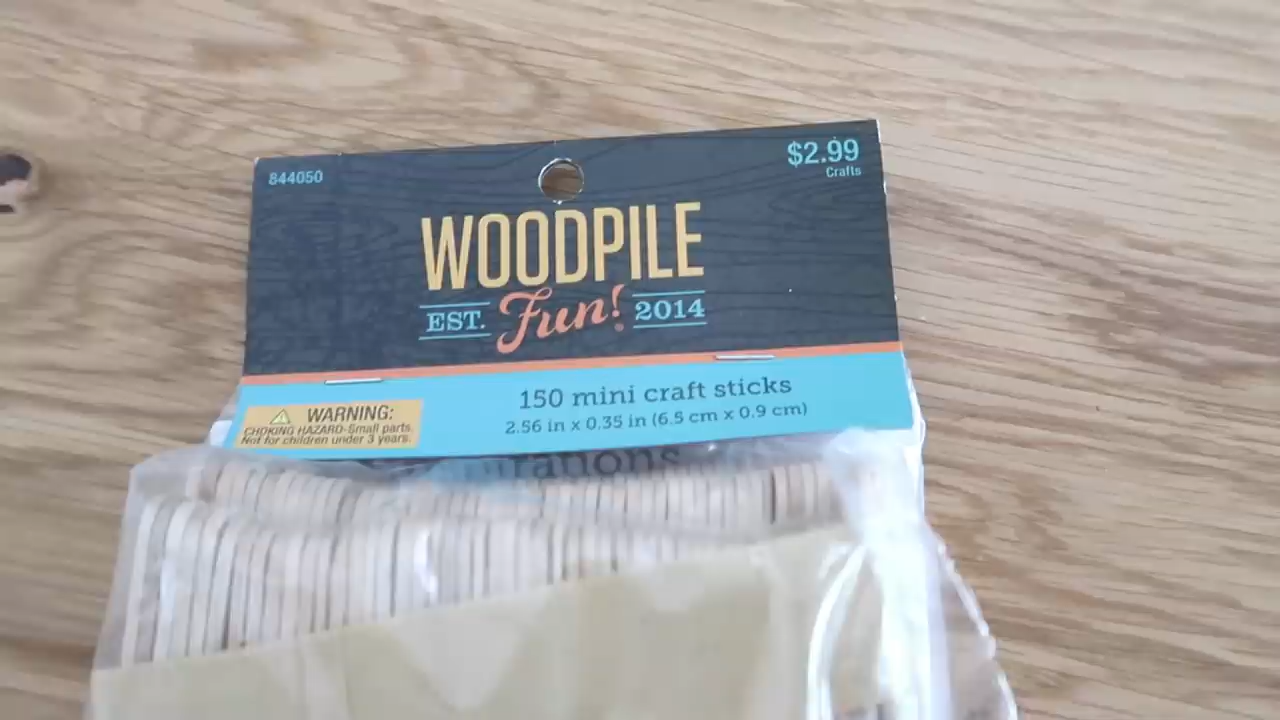 844050
$2.99
Crafts
WOODPILE
EST. Fun! 2014
150 mini craft sticks
2.56 in x 0.35 in (6.5 cm x 0.9 cm)
WARNING:
CHOKING HAZARD-Small parts.
Not for children under 3 years.